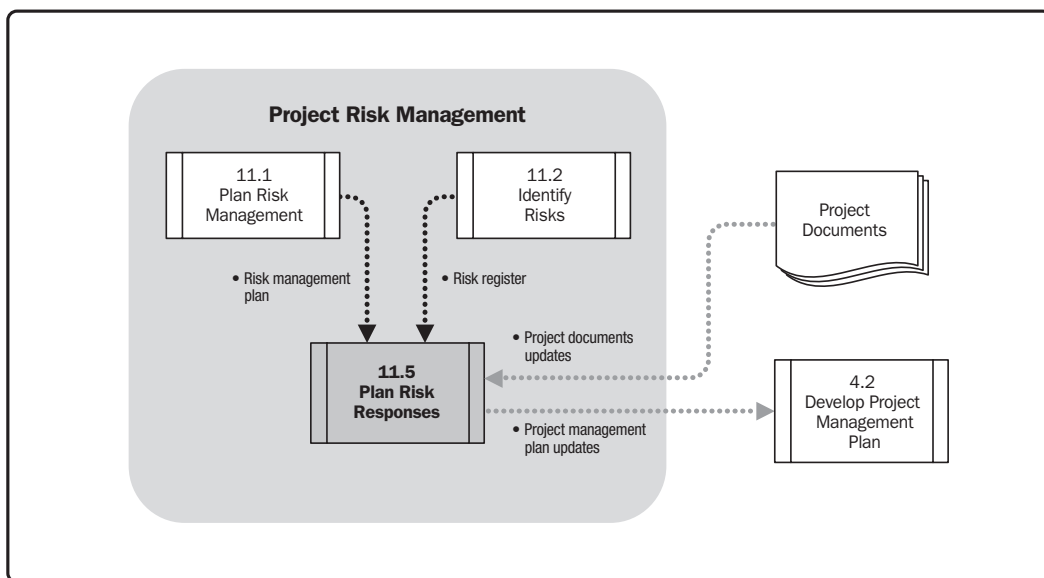 Project Risk Management
11.1
Plan Risk
Management
11.2
Identify
Risks
Project
Documents
• Risk management
plan
• Risk register
• Project documents
updates
11.5
Plan Risk
Responses
4.2
Develop Project
Management
Plan
• Project management
plan updates